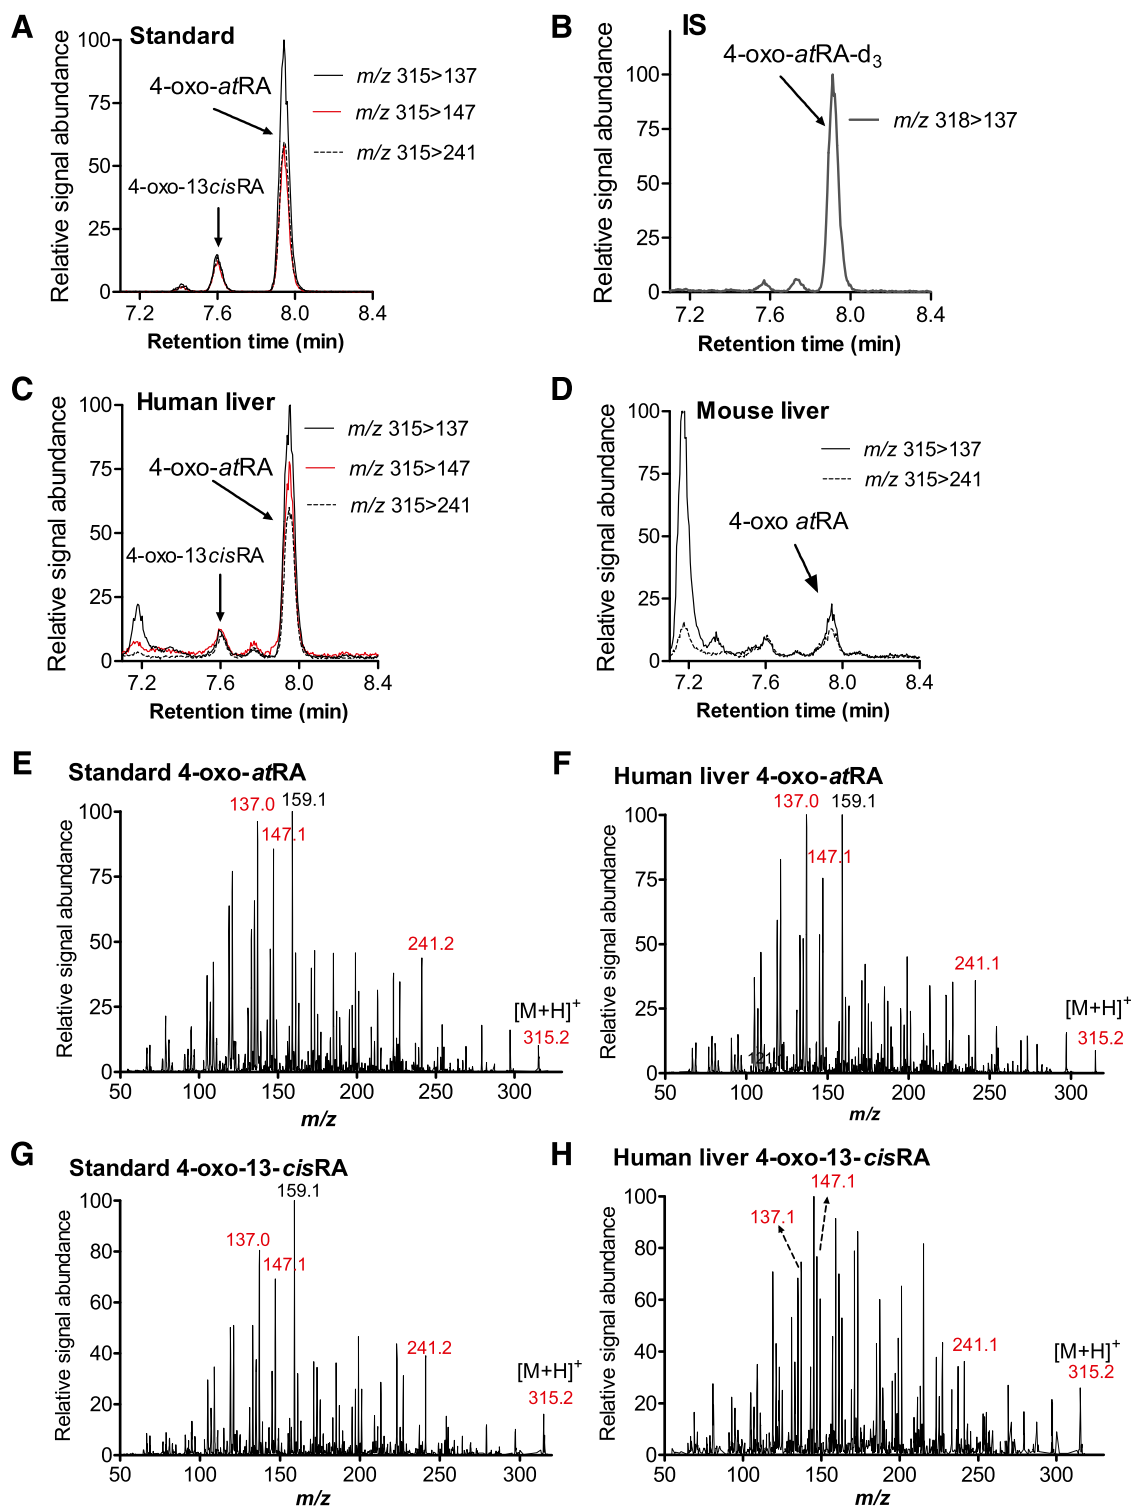 A
Standard
Relative signal abundance
100
75
50
25
0
4-oxo-atRA
4-oxo-13cisRA
m/z 315>137
m/z 315>147
m/z 315>241
7.2 7.6 8.0 8.4
Retention time (min)
B
IS
Relative signal abundance
100
75
50
25
0
4-oxo-atRA-d3
m/z 318>137
7.2 7.6 8.0 8.4
Retention time (min)
C
Human liver
Relative signal abundance
100
75
50
25
0
4-oxo-atRA
4-oxo-13cisRA
m/z 315>137
m/z 315>147
m/z 315>241
7.2 7.6 8.0 8.4
Retention time (min)
D
Mouse liver
Relative signal abundance
100
75
50
25
0
4-oxo atRA
m/z 315>137
m/z 315>241
7.2 7.6 8.0 8.4
Retention time (min)
E
Standard 4-oxo-atRA
Relative signal abundance
100
75
50
25
0
137.0
159.1
147.1
241.2
[M+H]+
315.2
50 100 150 200 250 300
m/z
F
Human liver 4-oxo-atRA
Relative signal abundance
100
75
50
25
0
137.0
159.1
147.1
241.1
[M+H]+
315.2
50 100 150 200 250 300
m/z
G
Standard 4-oxo-13-cisRA
Relative signal abundance
100
80
60
40
20
0
159.1
137.0
147.1
241.2
[M+H]+
315.2
50 100 150 200 250 300
m/z
H
Human liver 4-oxo-13-cisRA
Relative signal abundance
100
80
60
40
20
0
147.1
137.1
241.1
[M+H]+
315.2
50 100 150 200 250 300
m/z